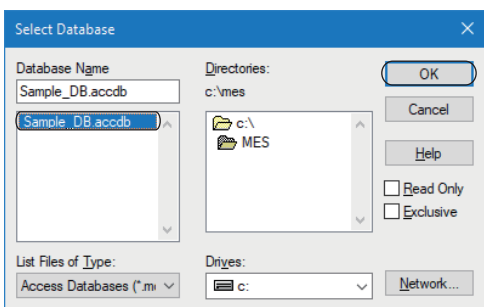 Select Database
Database Name
Sample_DB.accdb
Sample_DB.accdb
Directories:
c:\mes
c:\
MES
OK
Cancel
Help
Read Only
Exclusive
List Files of Type:
Access Databases (*.m
Drives:
c:
Network...